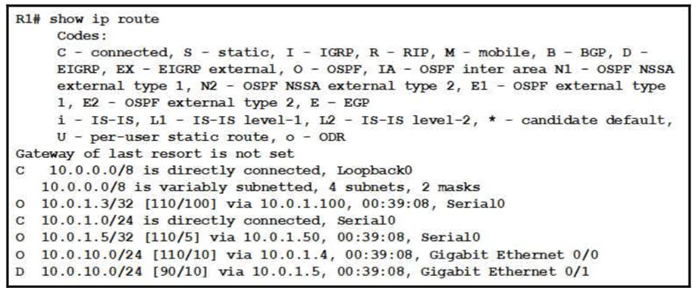 R1# show ip route
Codes:
C - connected, S - static, I - IGRP, R - RIP, M - mobile, B - BGP, D -
EIGRP, EX - EIGRP external, O - OSPF, IA - OSPF inter area N1 - OSPF NSSA
external type 1, N2 - OSPF NSSA external type 2, E1 - OSPF external type
1, E2 - OSPF external type 2, E - EGP
i - IS-IS, L1 - IS-IS level-1, L2 - IS-IS level-2, * - candidate default,
U - per-user static route, o - ODR
Gateway of last resort is not set
C 10.0.0.0/8 is directly connected, Loopback0
10.0.0.0/8 is variably subnetted, 4 subnets, 2 masks
O 10.0.1.3/32 [110/100] via 10.0.1.100, 00:39:08, Serial0
C 10.0.1.0/24 is directly connected, Serial0
O 10.0.1.5/32 [110/5] via 10.0.1.50, 00:39:08, Serial0
O 10.0.10.0/24 [110/10] via 10.0.1.4, 00:39:08, Gigabit Ethernet 0/0
D 10.0.10.0/24 [90/10] via 10.0.1.5, 00:39:08, Gigabit Ethernet 0/1